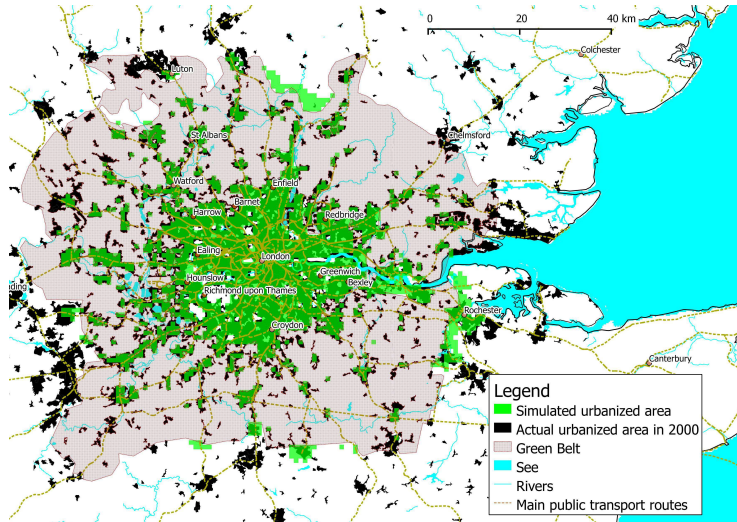 0 20 40 km
Colchester
Luton
St Albans
Chelmsford
Watford
Enfield
Barnet
Harrow
Redbridge
Ealing
London
Hounslow
Greenwich
Bexley
ding
Richmond upon Thames
Rochester
Croydon
Canterbury
Legend
Simulated urbanized area
Actual urbanized area in 2000
Green Belt
See
Rivers
Main public transport routes